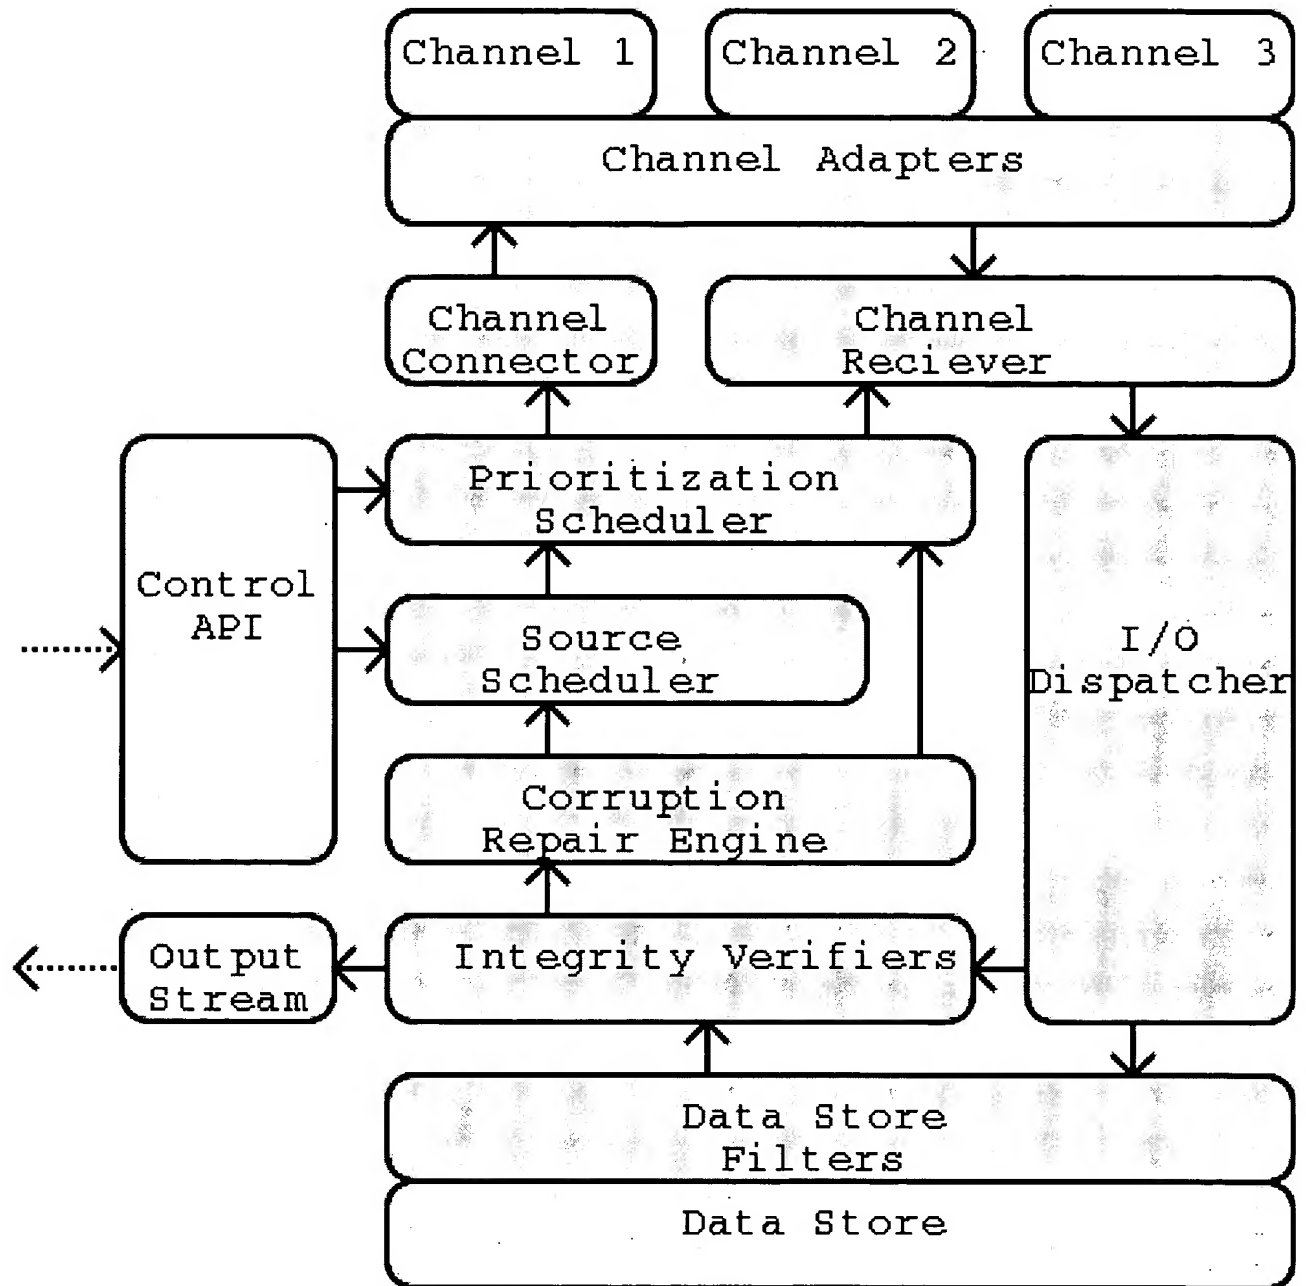 Channel 1
Channel 2
Channel 3
Channel Adapters
Channel
Connector
Channel
Reciever
Prioritization
Scheduler
Control
API
Source
Scheduler
I/O
Dispatcher
Corruption
Repair Engine
Output
Stream
Integrity Verifiers
Data Store
Filters
Data Store